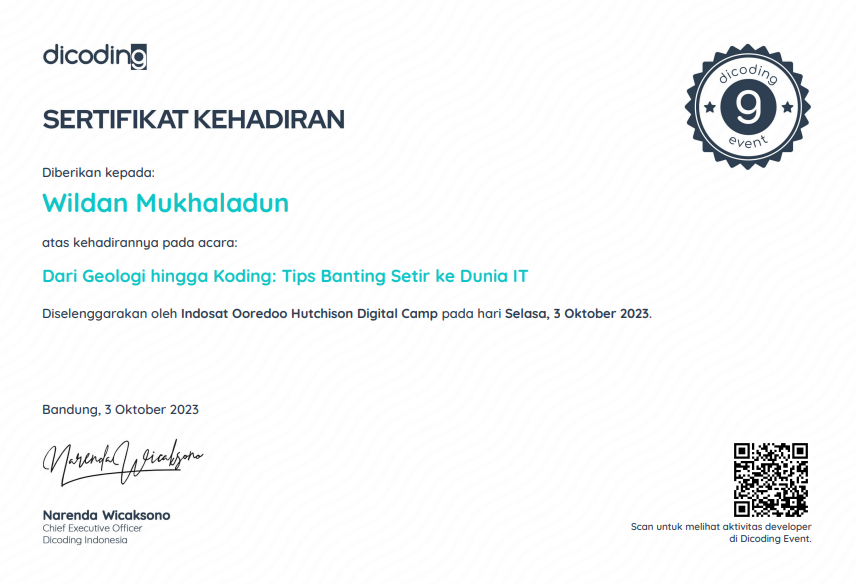 dicoding
SERTIFIKAT KEHADIRAN
dicoding
9
event
Diberikan kepada:
Wildan Mukhaladun
atas kehadirannya pada acara:
Dari Geologi hingga Koding: Tips Banting Setir ke Dunia IT
Diselenggarakan oleh Indosat Ooredoo Hutchison Digital Camp pada hari Selasa, 3 Oktober 2023.
Bandung, 3 Oktober 2023
Narenda Wicaksono
Narenda Wicaksono
Chief Executive Officer
Dicoding Indonesia
Scan untuk melihat aktivitas developer
di Dicoding Event.